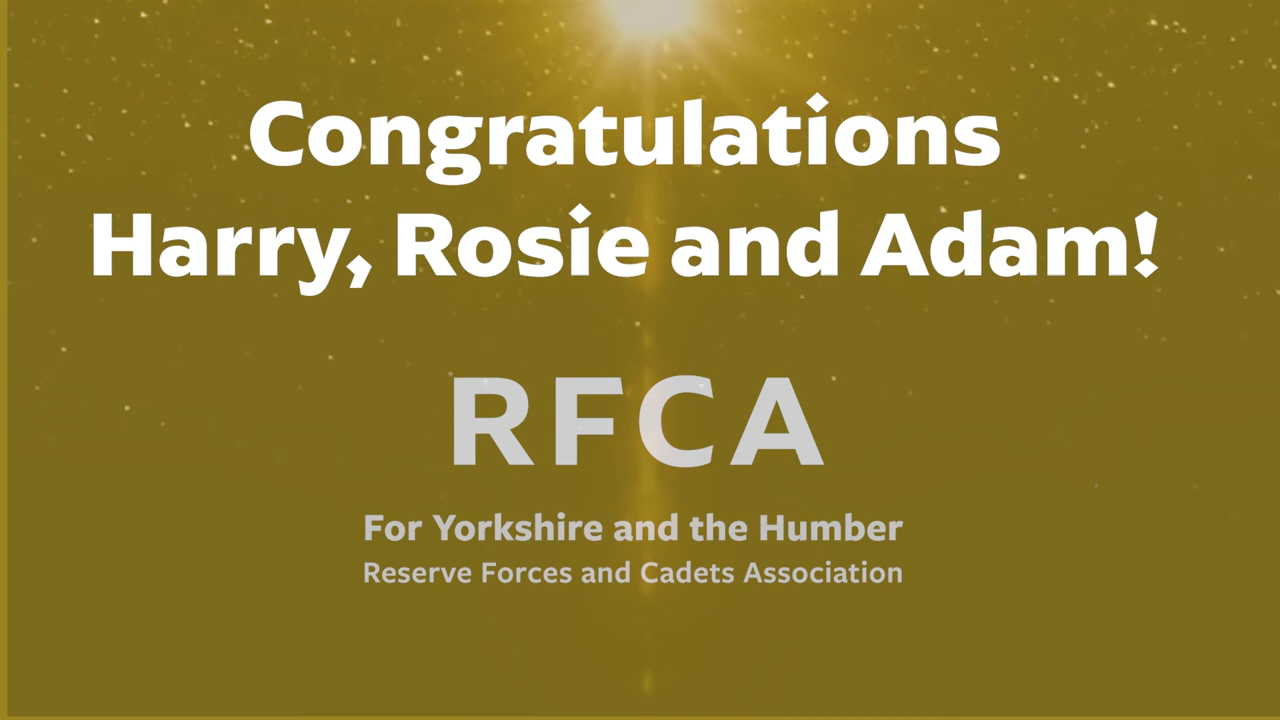 Congratulations
Harry, Rosie and Adam!
RFCA
For Yorkshire and the Humber
Reserve Forces and Cadets Association